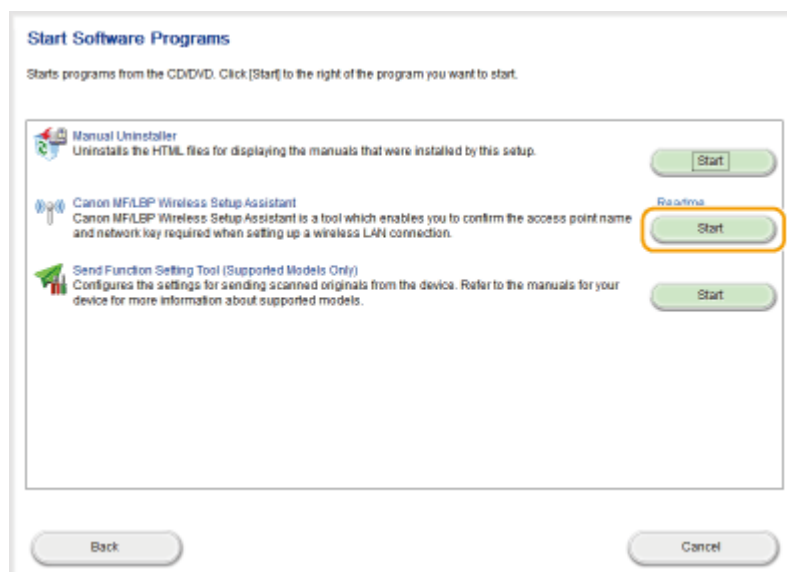 Start Software Programs
Starts programs from the CD/DVD. Click [Start] to the right of the program you want to start.
Manual Uninstaller
Uninstalls the HTML files for displaying the manuals that were installed by this setup.
Start
Canon MF/LBP Wireless Setup Assistant
Readme
Canon MF/LBP Wireless Setup Assistant is a tool which enables you to confirm the access point name
and network key required when setting up a wireless LAN connection.
Start
Send Function Setting Tool (Supported Models Only)
Configures the settings for sending scanned originals from the device. Refer to the manuals for your
device for more information about supported models.
Start
Back
Cancel